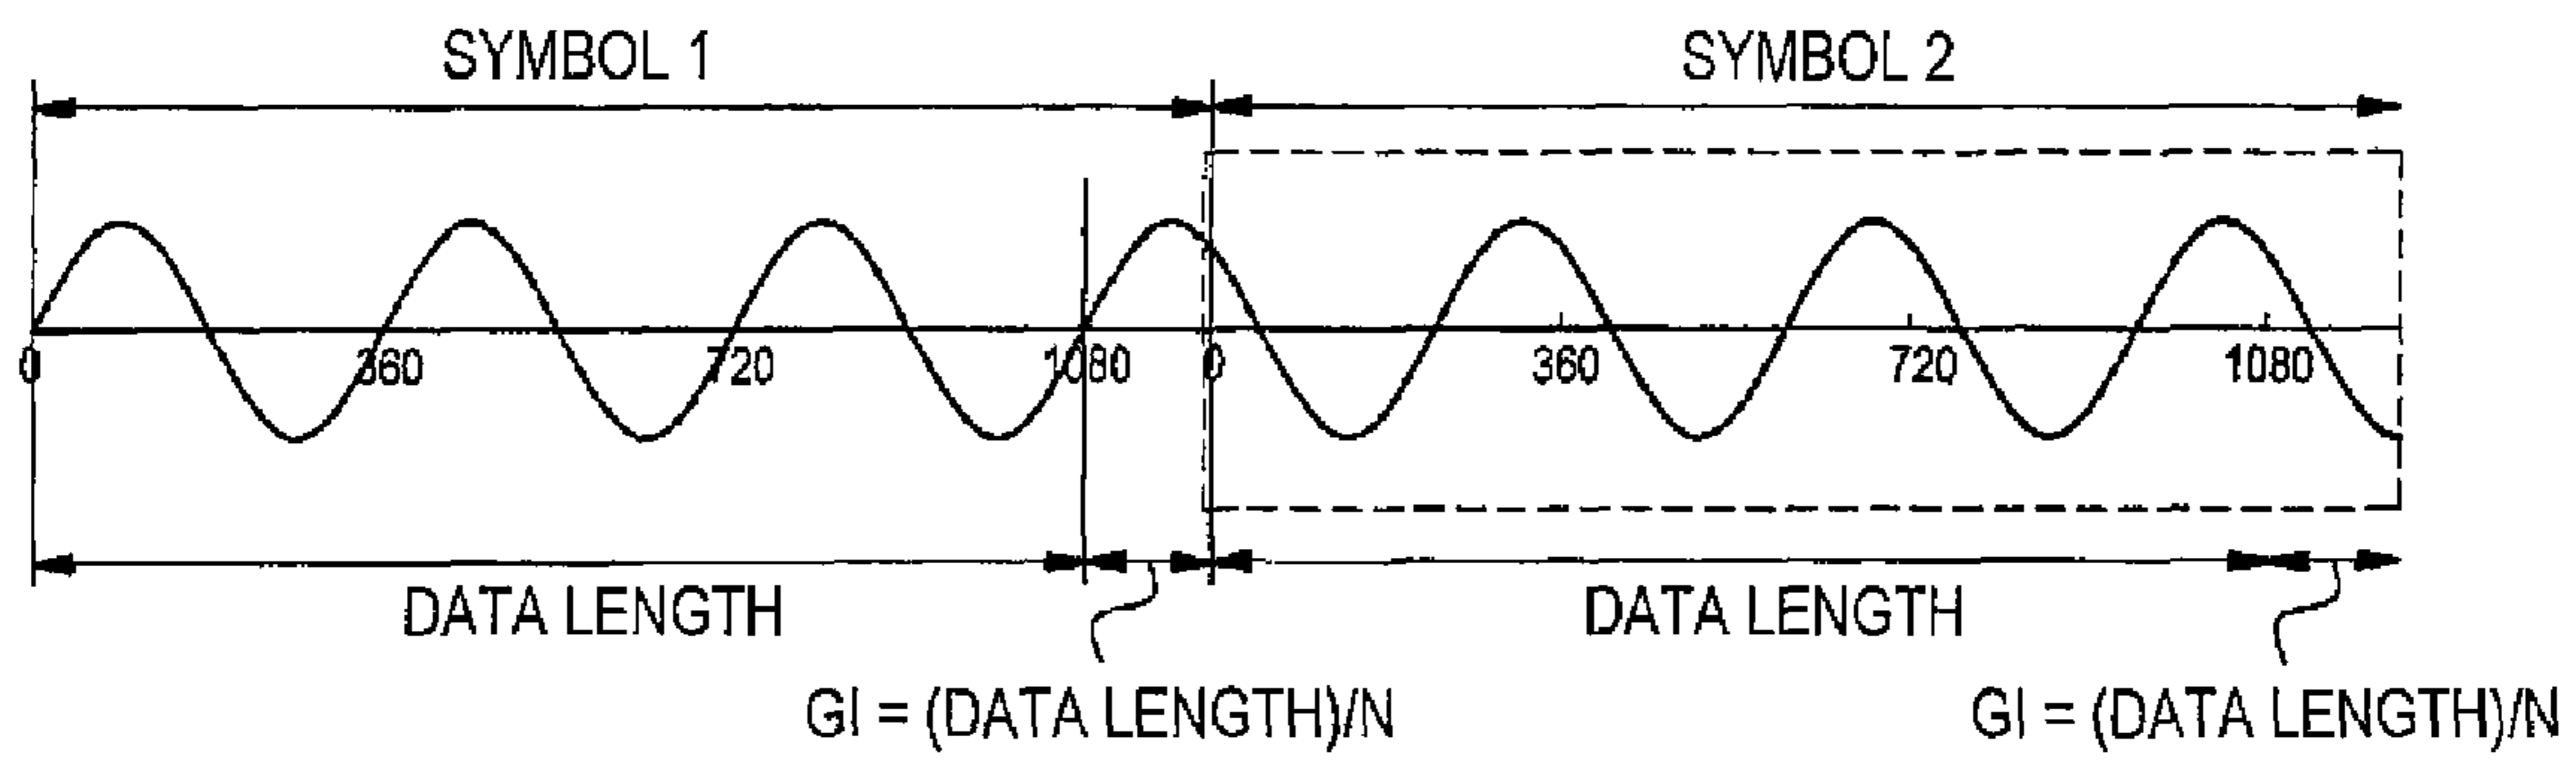 SYMBOL 1 SYMBOL 2
0 360 720 1080 0 360 720 1080
DATA LENGTH DATA LENGTH
GI = (DATA LENGTH)/N GI = (DATA LENGTH)/N